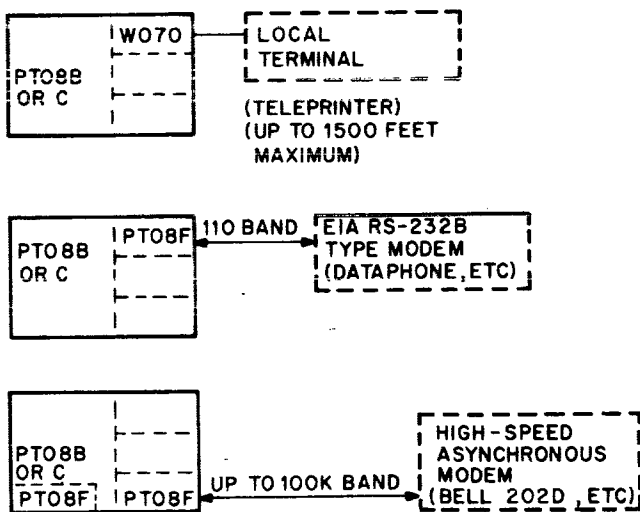 W070
PT08B
OR C
LOCAL
TERMINAL
(TELEPRINTER)
(UP TO 1500 FEET
MAXIMUM)
PT08B
OR C
PT08F
110 BAND
EIA RS-232B
TYPE MODEM
(DATAPHONE, ETC)
PT08B
OR C
PT08F
PT08F
UP TO 100K BAND
HIGH-SPEED
ASYNCHRONOUS
MODEM
(BELL 202D, ETC)